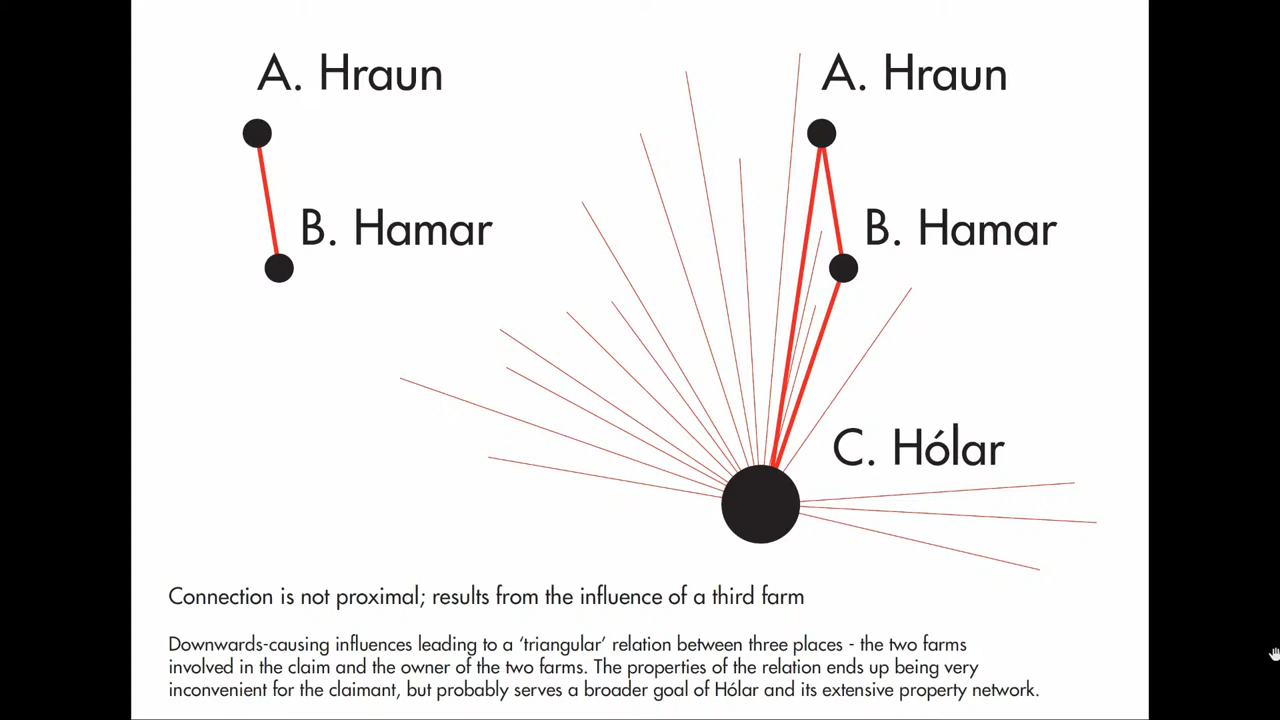 A. Hraun
B. Hamar
A. Hraun
B. Hamar
C. Hólar
Connection is not proximal; results from the influence of a third farm
Downwards-causing influences leading to a ‘triangular’ relation between three places - the two farms
involved in the claim and the owner of the two farms. The properties of the relation ends up being very
inconvenient for the claimant, but probably serves a broader goal of Hólar and its extensive property network.